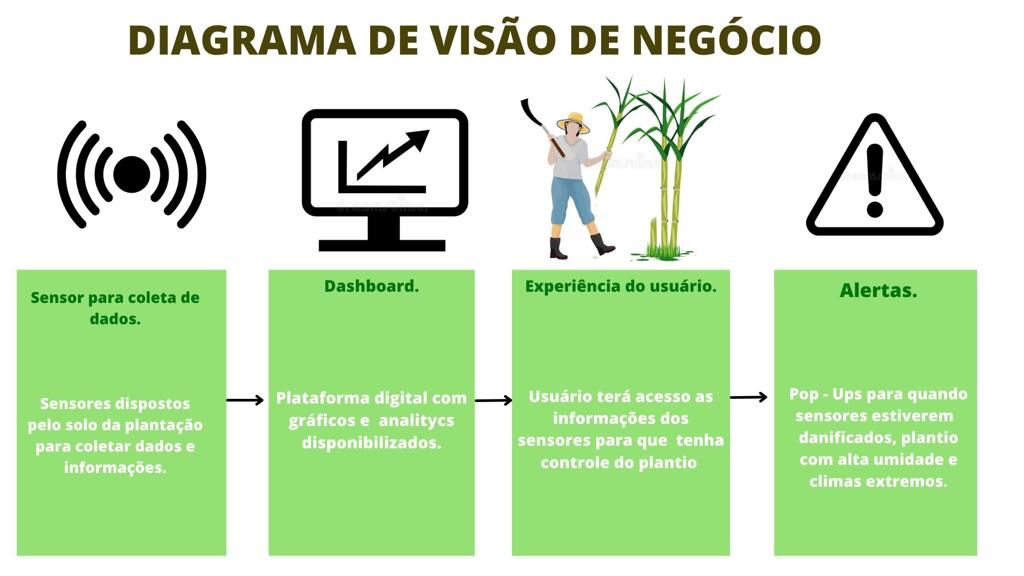 DIAGRAMA DE VISÃO DE NEGÓCIO
Sensor para coleta de
dados.
Sensores dispostos
pelo solo da plantação
para coletar dados e
informações.
Dashboard.
Plataforma digital com
gráficos e analitycs
disponibilizados.
Experiência do usuário.
Usuário terá acesso as
informações dos
sensores para que tenha
controle do plantio
Alertas.
Pop - Ups para quando
sensores estiverem
danificados, plantio
com alta umidade e
climas extremos.